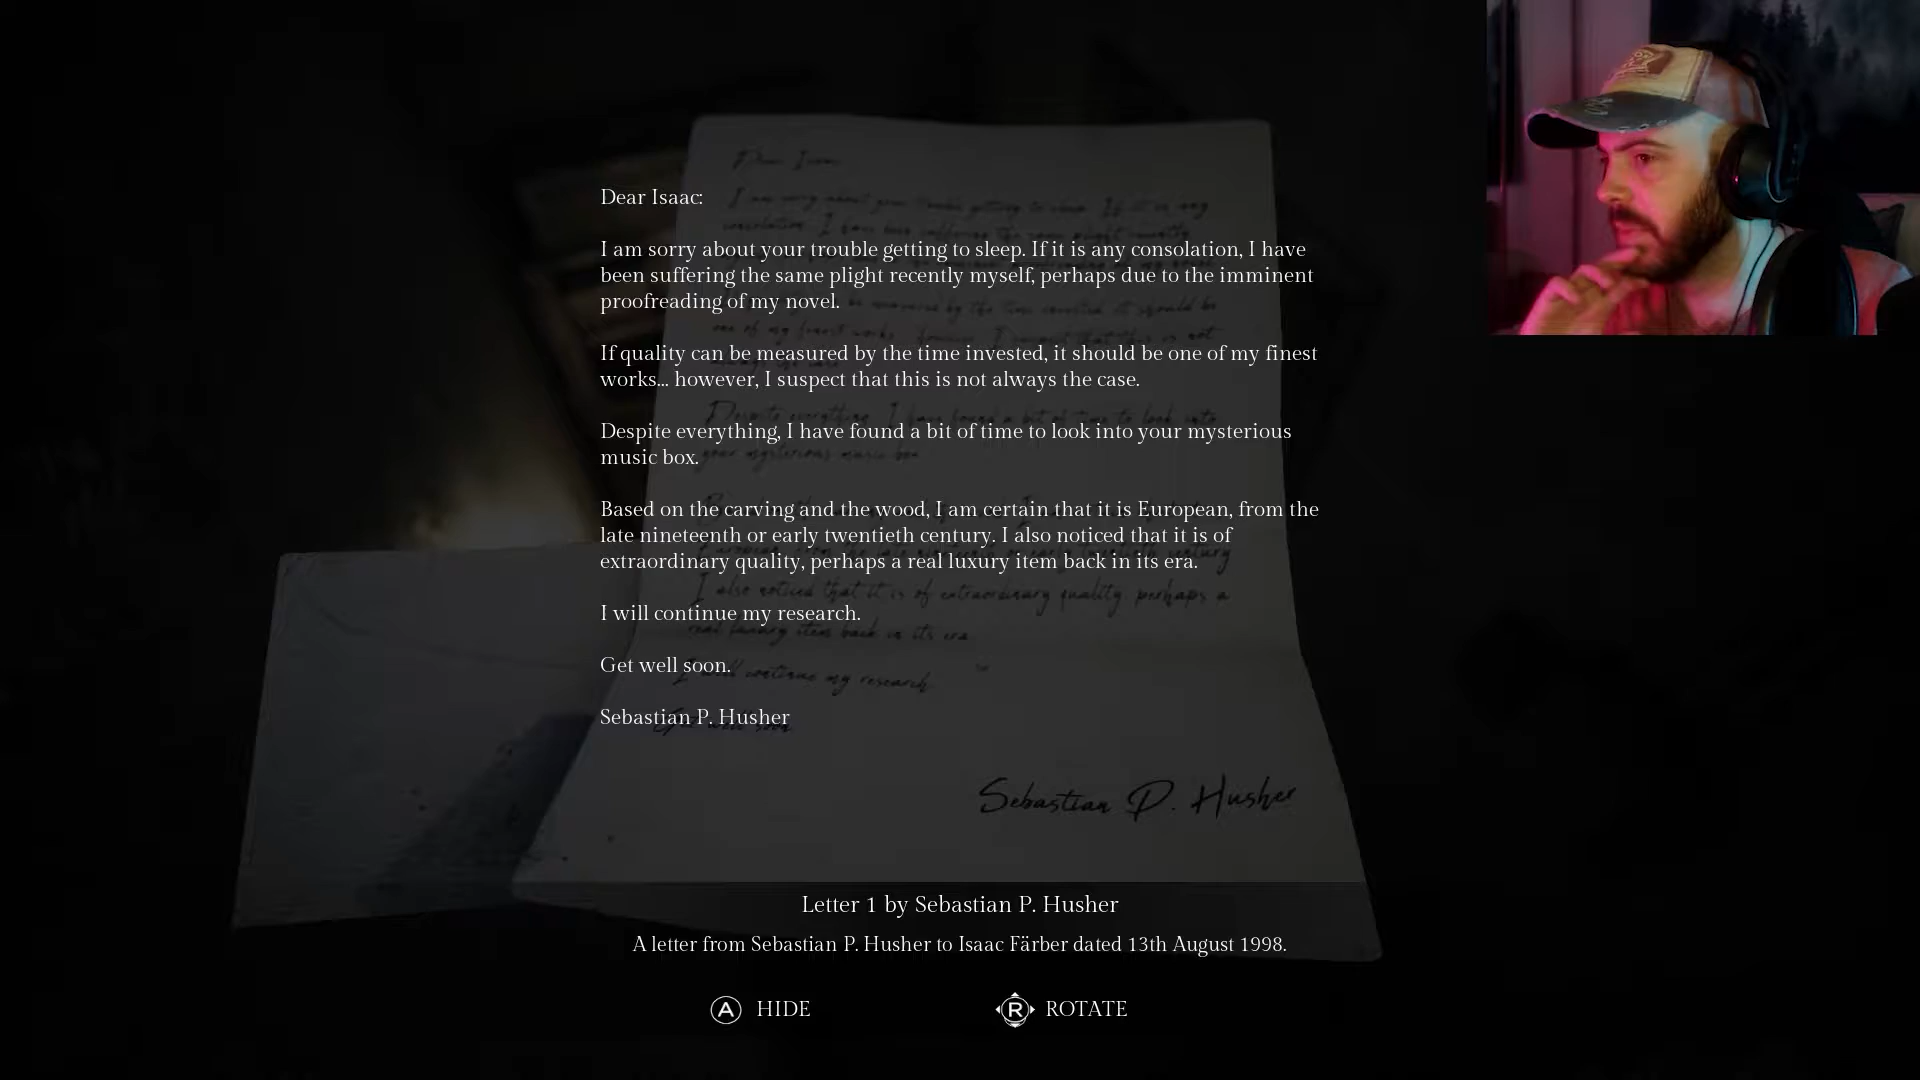 Dear Isaac:
I am sorry about your trouble getting to sleep. If it is any consolation, I have
been suffering the same plight recently myself, perhaps due to the imminent
proofreading of my novel.
If quality can be measured by the time invested, it should be one of my finest
works... however, I suspect that this is not always the case.
Despite everything, I have found a bit of time to look into your mysterious
music box.
Based on the carving and the wood, I am certain that it is European, from the
late nineteenth or early twentieth century. I also noticed that it is of
extraordinary quality, perhaps a real luxury item back in its era.
I will continue my research.
Get well soon.
Sebastian P. Husher
Sebastian P. Husher
Letter 1 by Sebastian P. Husher
A letter from Sebastian P. Husher to Isaac Färber dated 13th August 1998.
A HIDE
R ROTATE